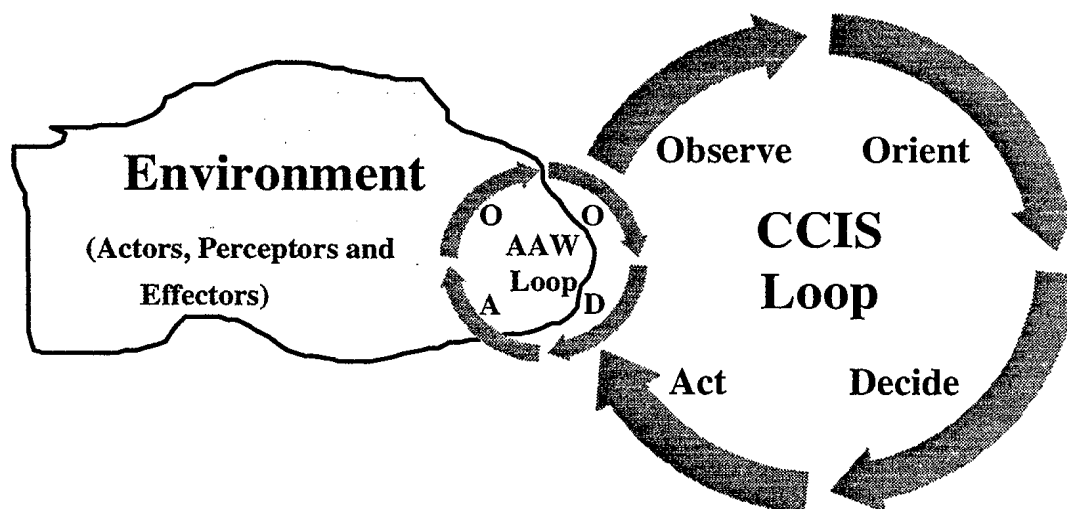 Environment
(Actors, Perceptors and
Effectors)
O O
AAW
Loop
A D
Observe Orient
CCIS
Loop
Act Decide